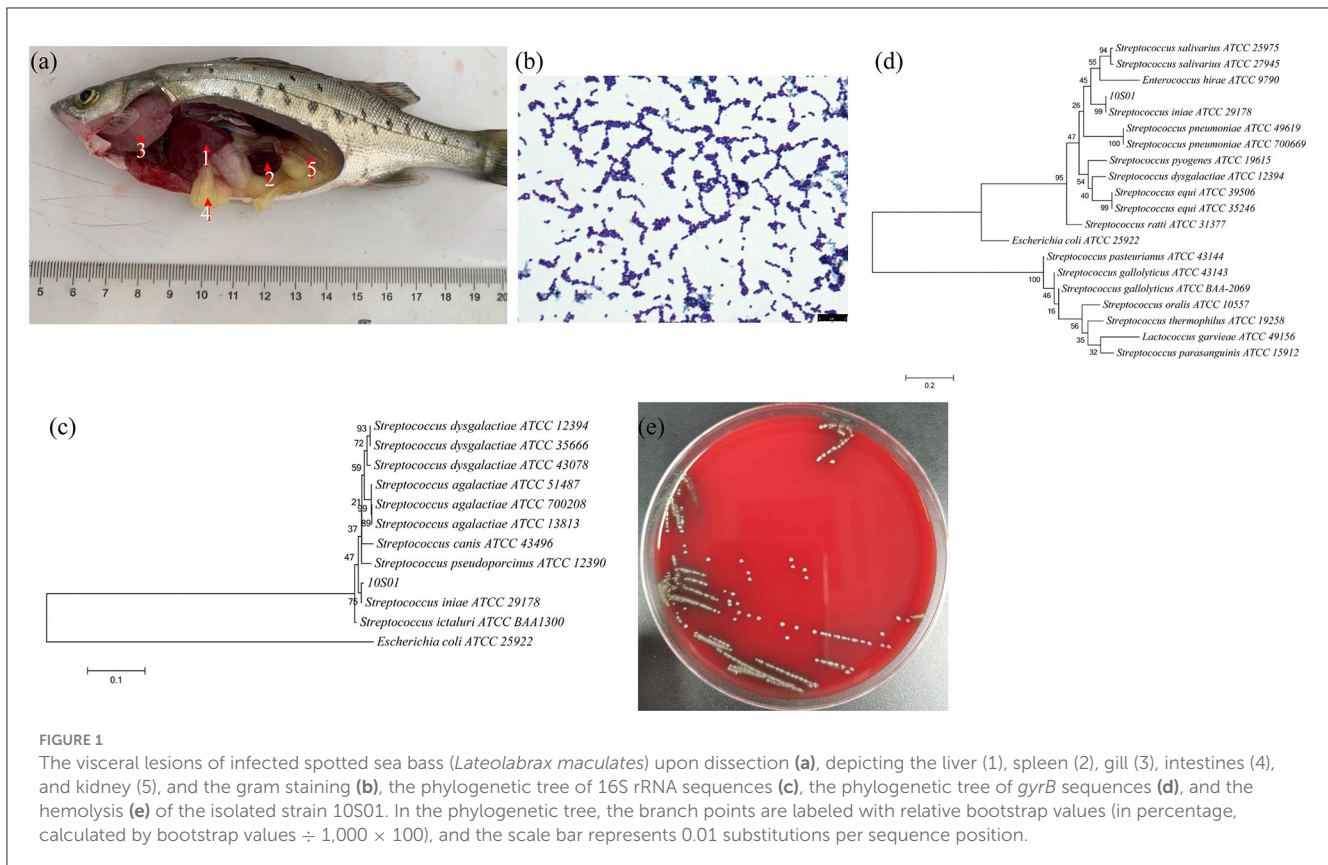 (a)
3
1
2
5
4
5 6 7 8 9 10 11 12 13 14 15 16 17 18 19 20
(b)
(d)
94
Streptococcus salivarius ATCC 25975
55
Streptococcus salivarius ATCC 27945
45
Enterococcus hirae ATCC 9790
26
10S01
99
Streptococcus iniae ATCC 29178
47
Streptococcus pneumoniae ATCC 49619
100
Streptococcus pneumoniae ATCC 700669
Streptococcus pyogenes ATCC 19615
95
54
Streptococcus dysgalactiae ATCC 12394
40
Streptococcus equi ATCC 39506
99
Streptococcus equi ATCC 35246
Streptococcus ratti ATCC 31377
Escherichia coli ATCC 25922
Streptococcus pasteurianus ATCC 43144
100
Streptococcus gallolyticus ATCC 43143
46
Streptococcus gallolyticus ATCC BAA-2069
16
Streptococcus oralis ATCC 10557
56
Streptococcus thermophilus ATCC 19258
35
Lactococcus garvieae ATCC 49156
32
Streptococcus parasanguinis ATCC 15912
0.2
(c)
93
Streptococcus dysgalactiae ATCC 12394
72
Streptococcus dysgalactiae ATCC 35666
59
Streptococcus dysgalactiae ATCC 43078
Streptococcus agalactiae ATCC 51487
21
99
Streptococcus agalactiae ATCC 700208
89
Streptococcus agalactiae ATCC 13813
37
Streptococcus canis ATCC 43496
47
Streptococcus pseudoporcinus ATCC 12390
10S01
75
Streptococcus iniae ATCC 29178
Streptococcus ictaluri ATCC BAA1300
Escherichia coli ATCC 25922
0.1
(e)
FIGURE 1
The visceral lesions of infected spotted sea bass (Lateolabrax maculates) upon dissection (a), depicting the liver (1), spleen (2), gill (3), intestines (4),
and kidney (5), and the gram staining (b), the phylogenetic tree of 16S rRNA sequences (c), the phylogenetic tree of gyrB sequences (d), and the
hemolysis (e) of the isolated strain 10S01. In the phylogenetic tree, the branch points are labeled with relative bootstrap values (in percentage,
calculated by bootstrap values ÷ 1,000 × 100), and the scale bar represents 0.01 substitutions per sequence position.